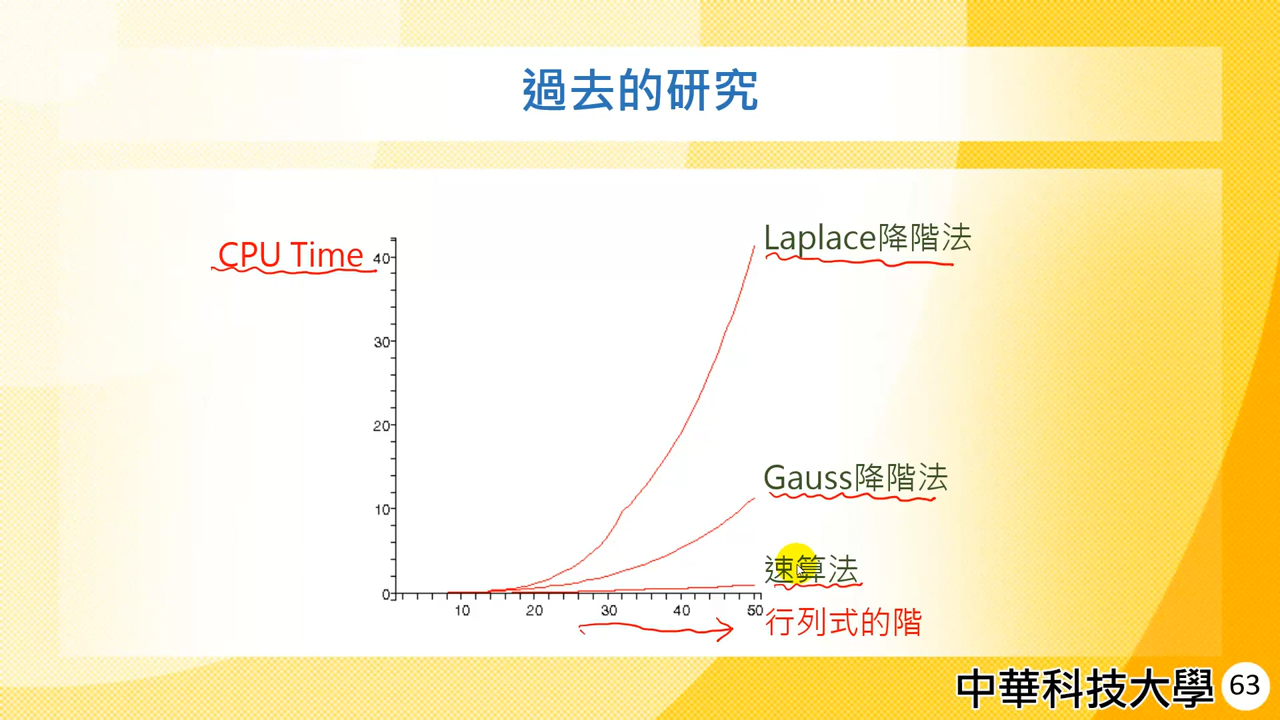 過去的研究
CPU Time
40
30
20
10
0
Laplace降階法
Gauss降階法
速算法
10 20 30 40 50
行列式的階
中華科技大學 63